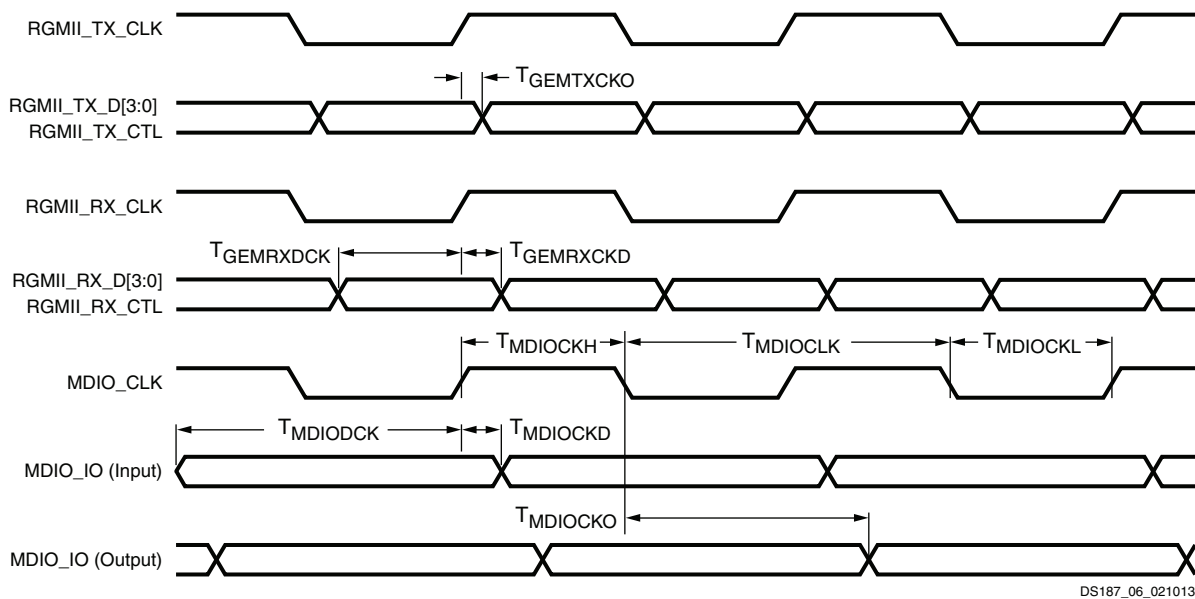 RGMII_TX_CLK
TGEMTXCKO
RGMII_TX_D[3:0]
RGMII_TX_CTL
RGMII_RX_CLK
TGEMRXDCK
TGEMRXCKD
RGMII_RX_D[3:0]
RGMII_RX_CTL
TMDIOCKH
TMDIOCLK
TMDIOCKL
MDIO_CLK
TMDIODCK
TMDIOCKD
MDIO_IO (Input)
TMDIOCKO
MDIO_IO (Output)
DS187_06_021013